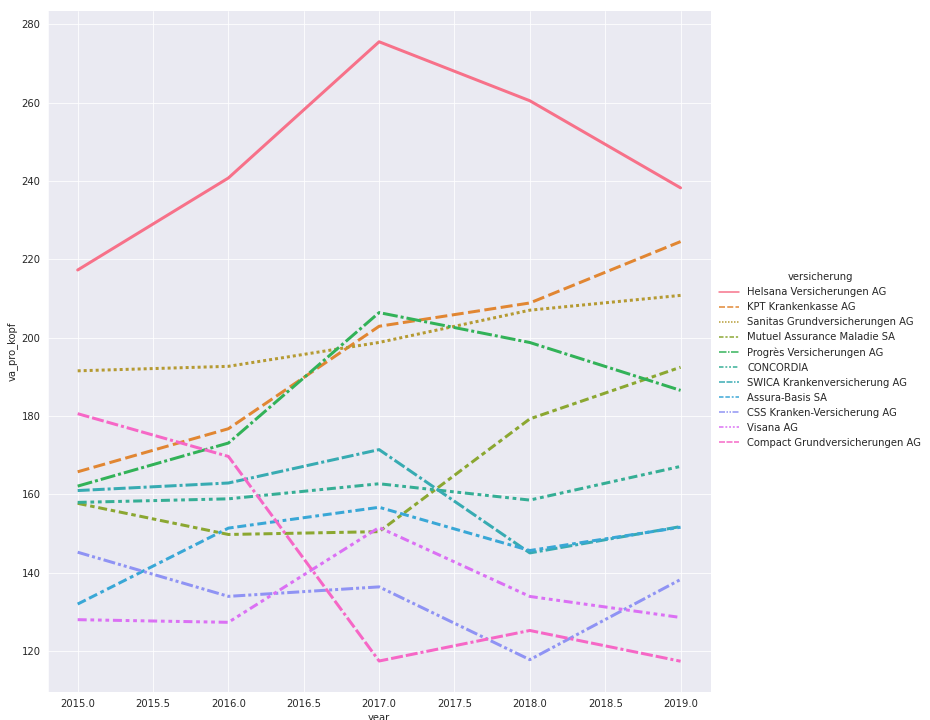 280
260
240
220
200
180
160
140
120
va_pro_kopf
2015.0 2015.5 2016.0 2016.5 2017.0 2017.5 2018.0 2018.5 2019.0
year
versicherung
Helsana Versicherungen AG
KPT Krankenkasse AG
Sanitas Grundversicherungen AG
Mutuel Assurance Maladie SA
Progrès Versicherungen AG
CONCORDIA
SWICA Krankenversicherung AG
Assura-Basis SA
CSS Kranken-Versicherung AG
Visana AG
Compact Grundversicherungen AG